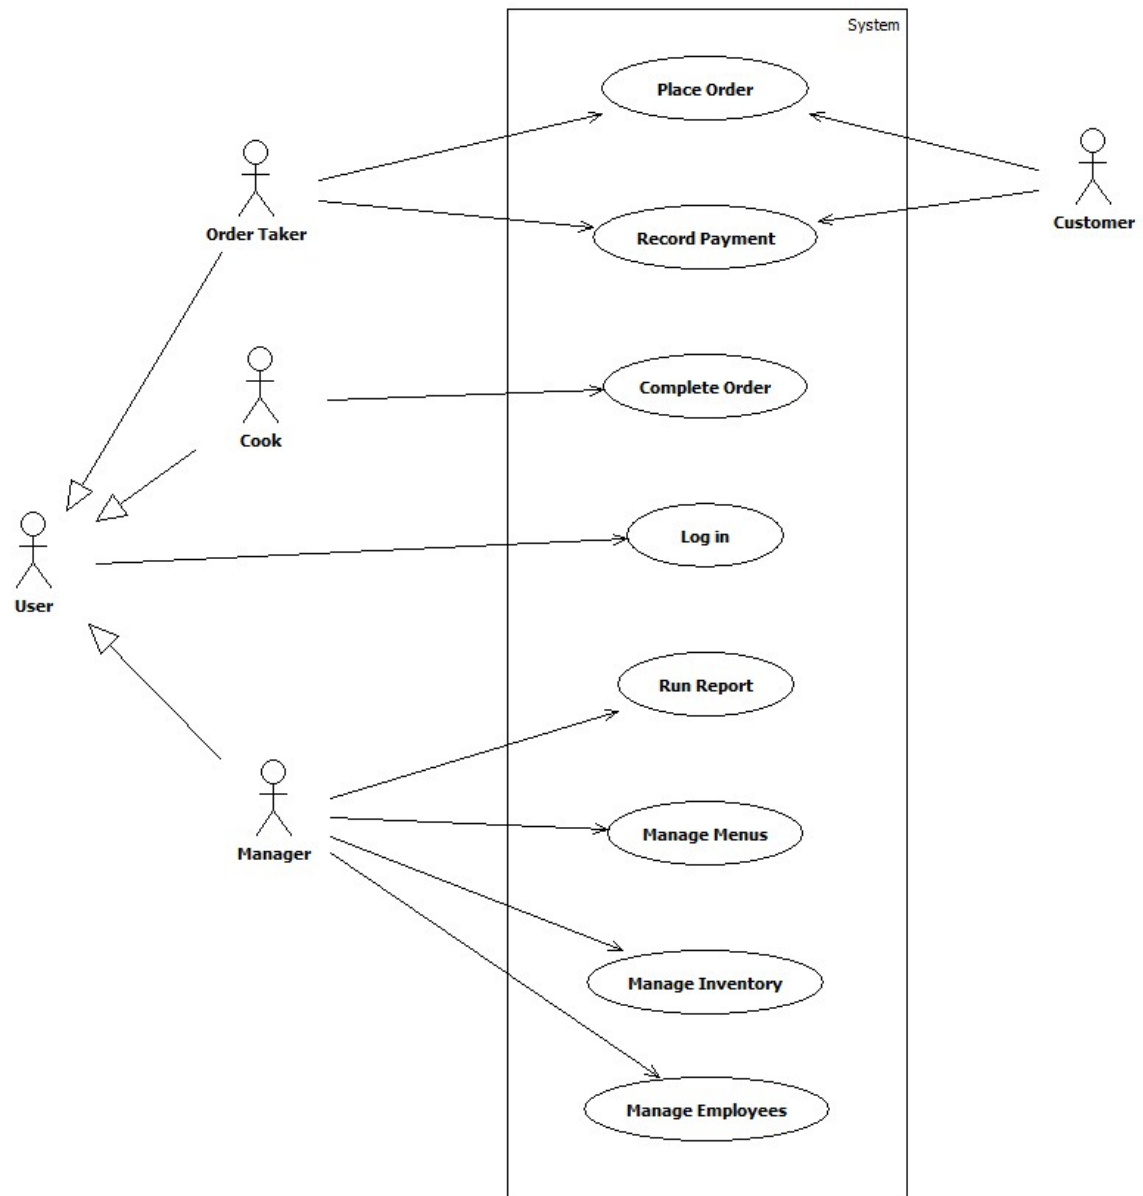 System
Place Order
Order Taker
Customer
Record Payment
Cook
Complete Order
User
Log in
Run Report
Manager
Manage Menus
Manage Inventory
Manage Employees